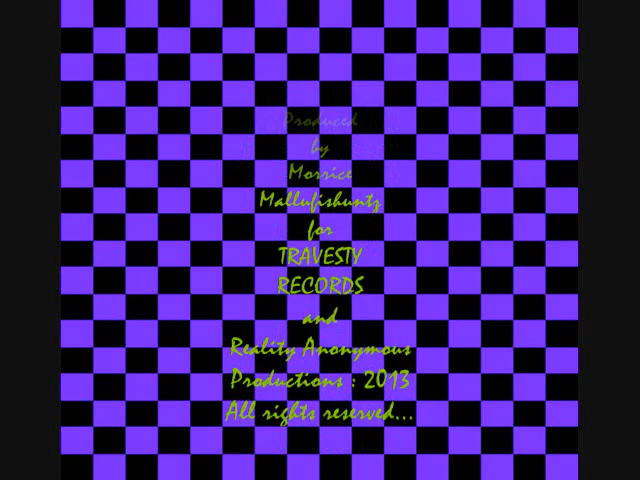 Produced
by
Morrice
Mallufishuntz
for
TRAVESTY
RECORDS
and
Reality Anonymous
Productions : 2013
All rights reserved...